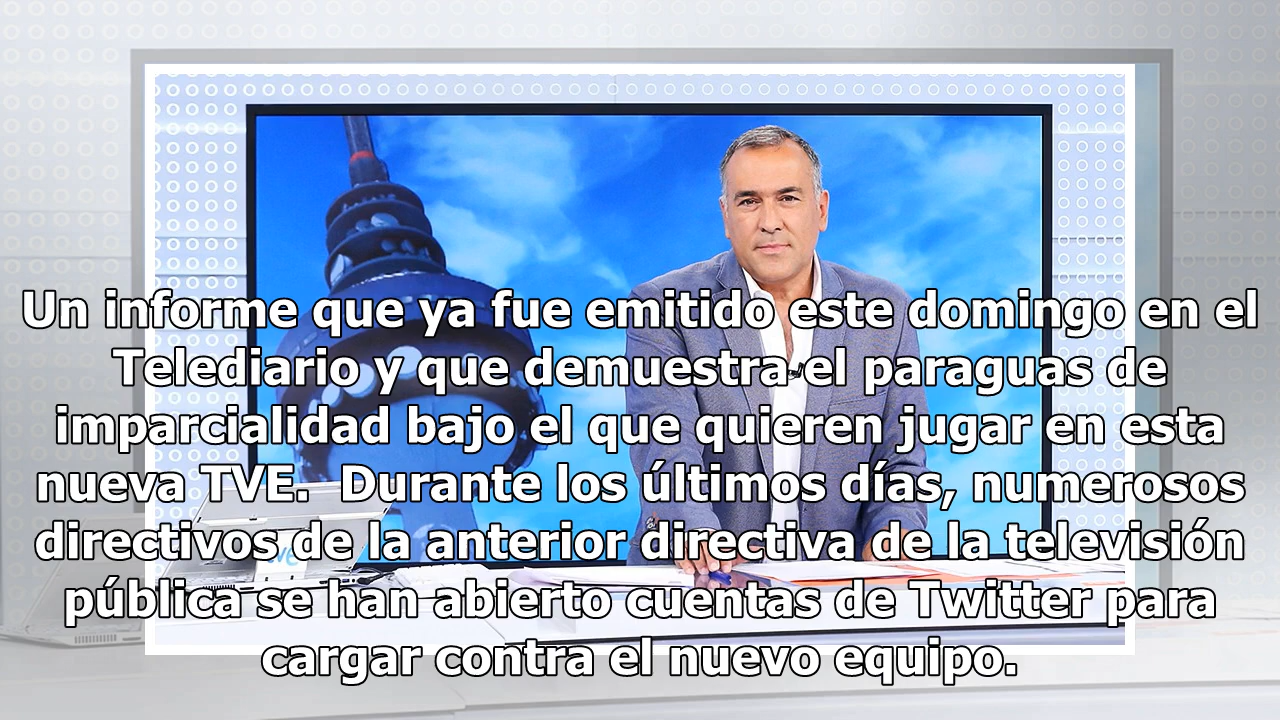 Un informe que ya fue emitido este domingo en el
Telediario y que demuestra el paraguas de
imparcialidad bajo el que quieren jugar en esta
nueva TVE.  Durante los últimos días, numerosos
directivos de la anterior directiva de la televisión
pública se han abierto cuentas de Twitter para
cargar contra el nuevo equipo.
tve